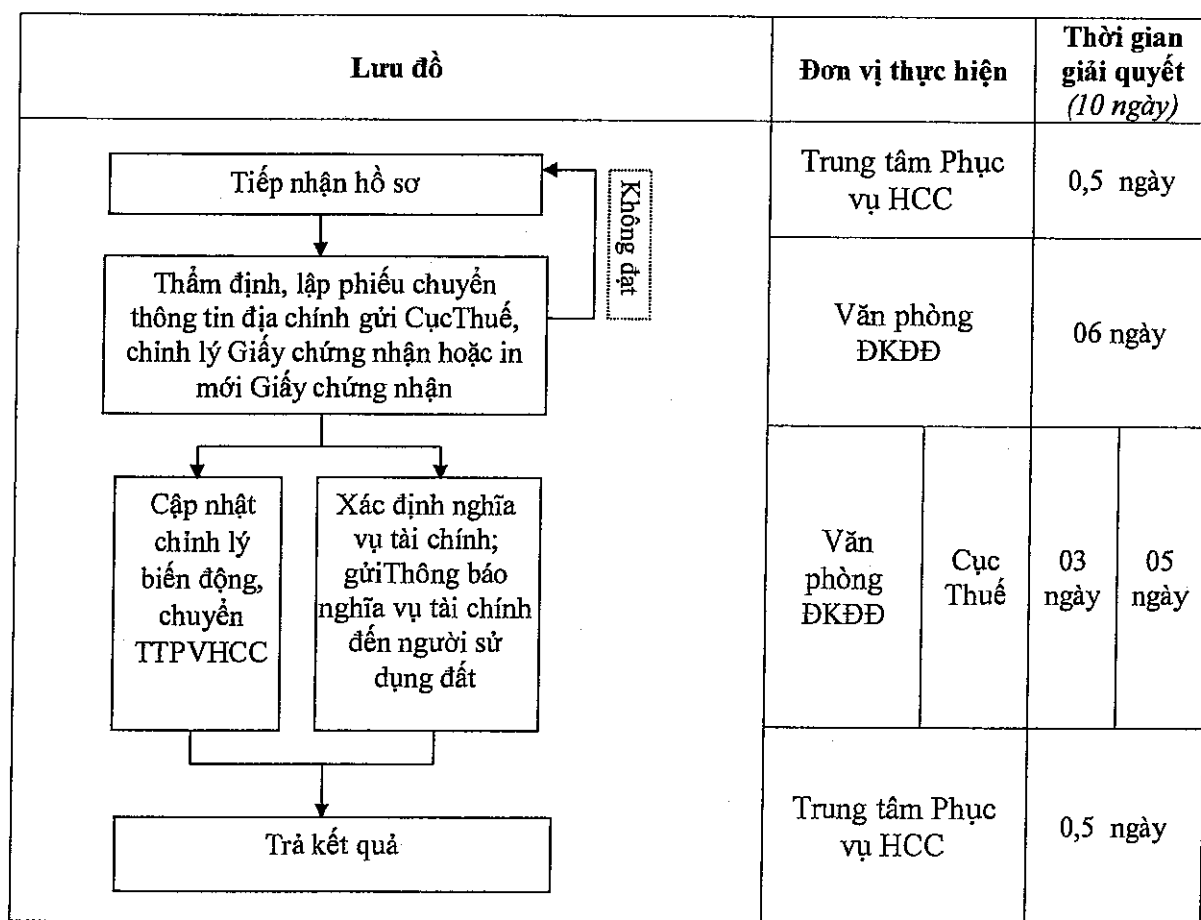 Lưu đồ
Đơn vị thực hiện
Thời gian
giải quyết
(10 ngày)
Tiếp nhận hồ sơ
Không đạt
Trung tâm Phục
vụ HCC
0,5 ngày
Thẩm định, lập phiếu chuyển
thông tin địa chính gửi CụcThuế,
chỉnh lý Giấy chứng nhận hoặc in
mới Giấy chứng nhận
Văn phòng
ĐKĐĐ
06 ngày
Cập nhật
chỉnh lý
biến động,
chuyển
TTPVHCC
Xác định nghĩa
vụ tài chính;
gửiThông báo
nghĩa vụ tài chính
đến người sử
dụng đất
Văn
phòng
ĐKĐĐ
Cục
Thuế
03
ngày
05
ngày
Trả kết quả
Trung tâm Phục
vụ HCC
0,5 ngày